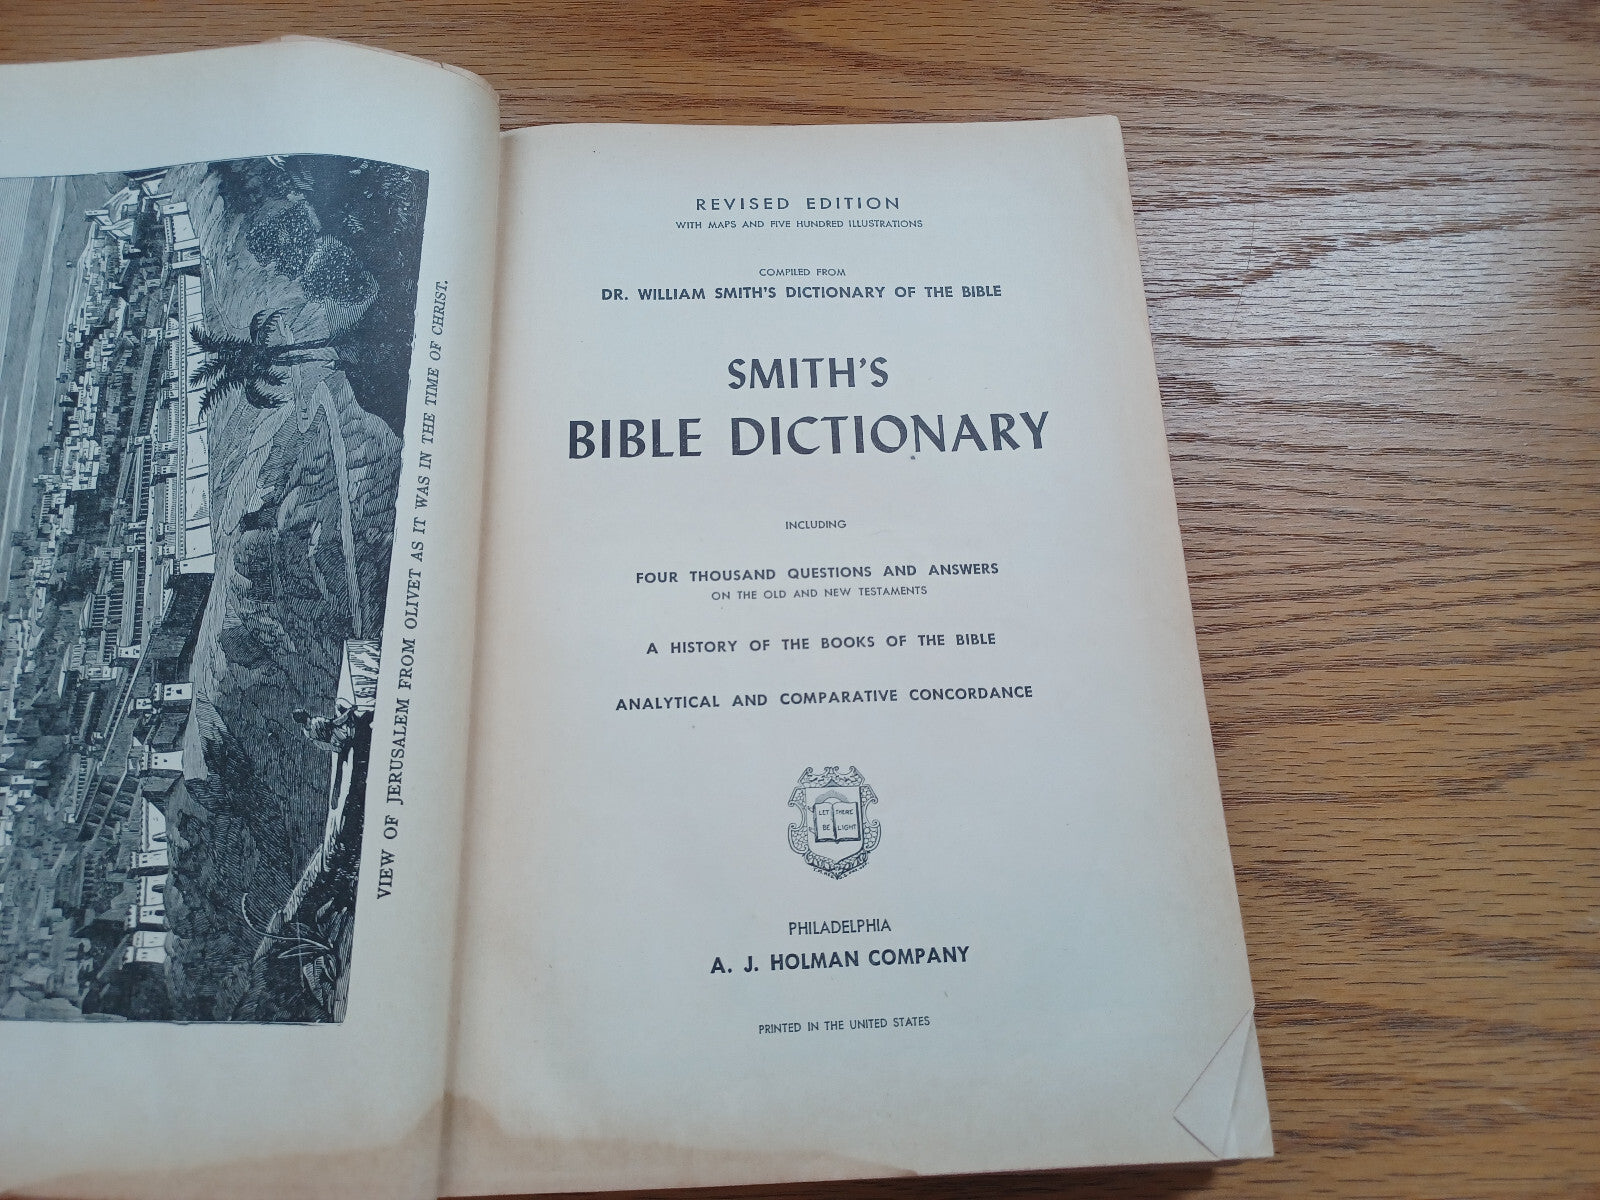 VIEW OF JERUSALEM FROM OLIVET AS IT WAS IN THE TIME OF CHRIST.
REVISED EDITION
WITH MAPS AND FIVE HUNDRED ILLUSTRATIONS
COMPILED FROM
DR. WILLIAM SMITH'S DICTIONARY OF THE BIBLE
SMITH'S
BIBLE DICTIONARY
INCLUDING
FOUR THOUSAND QUESTIONS AND ANSWERS
ON THE OLD AND NEW TESTAMENTS
A HISTORY OF THE BOOKS OF THE BIBLE
ANALYTICAL AND COMPARATIVE CONCORDANCE
LET THERE
BE LIGHT
PHILADELPHIA
A. J. HOLMAN COMPANY
PRINTED IN THE UNITED STATES